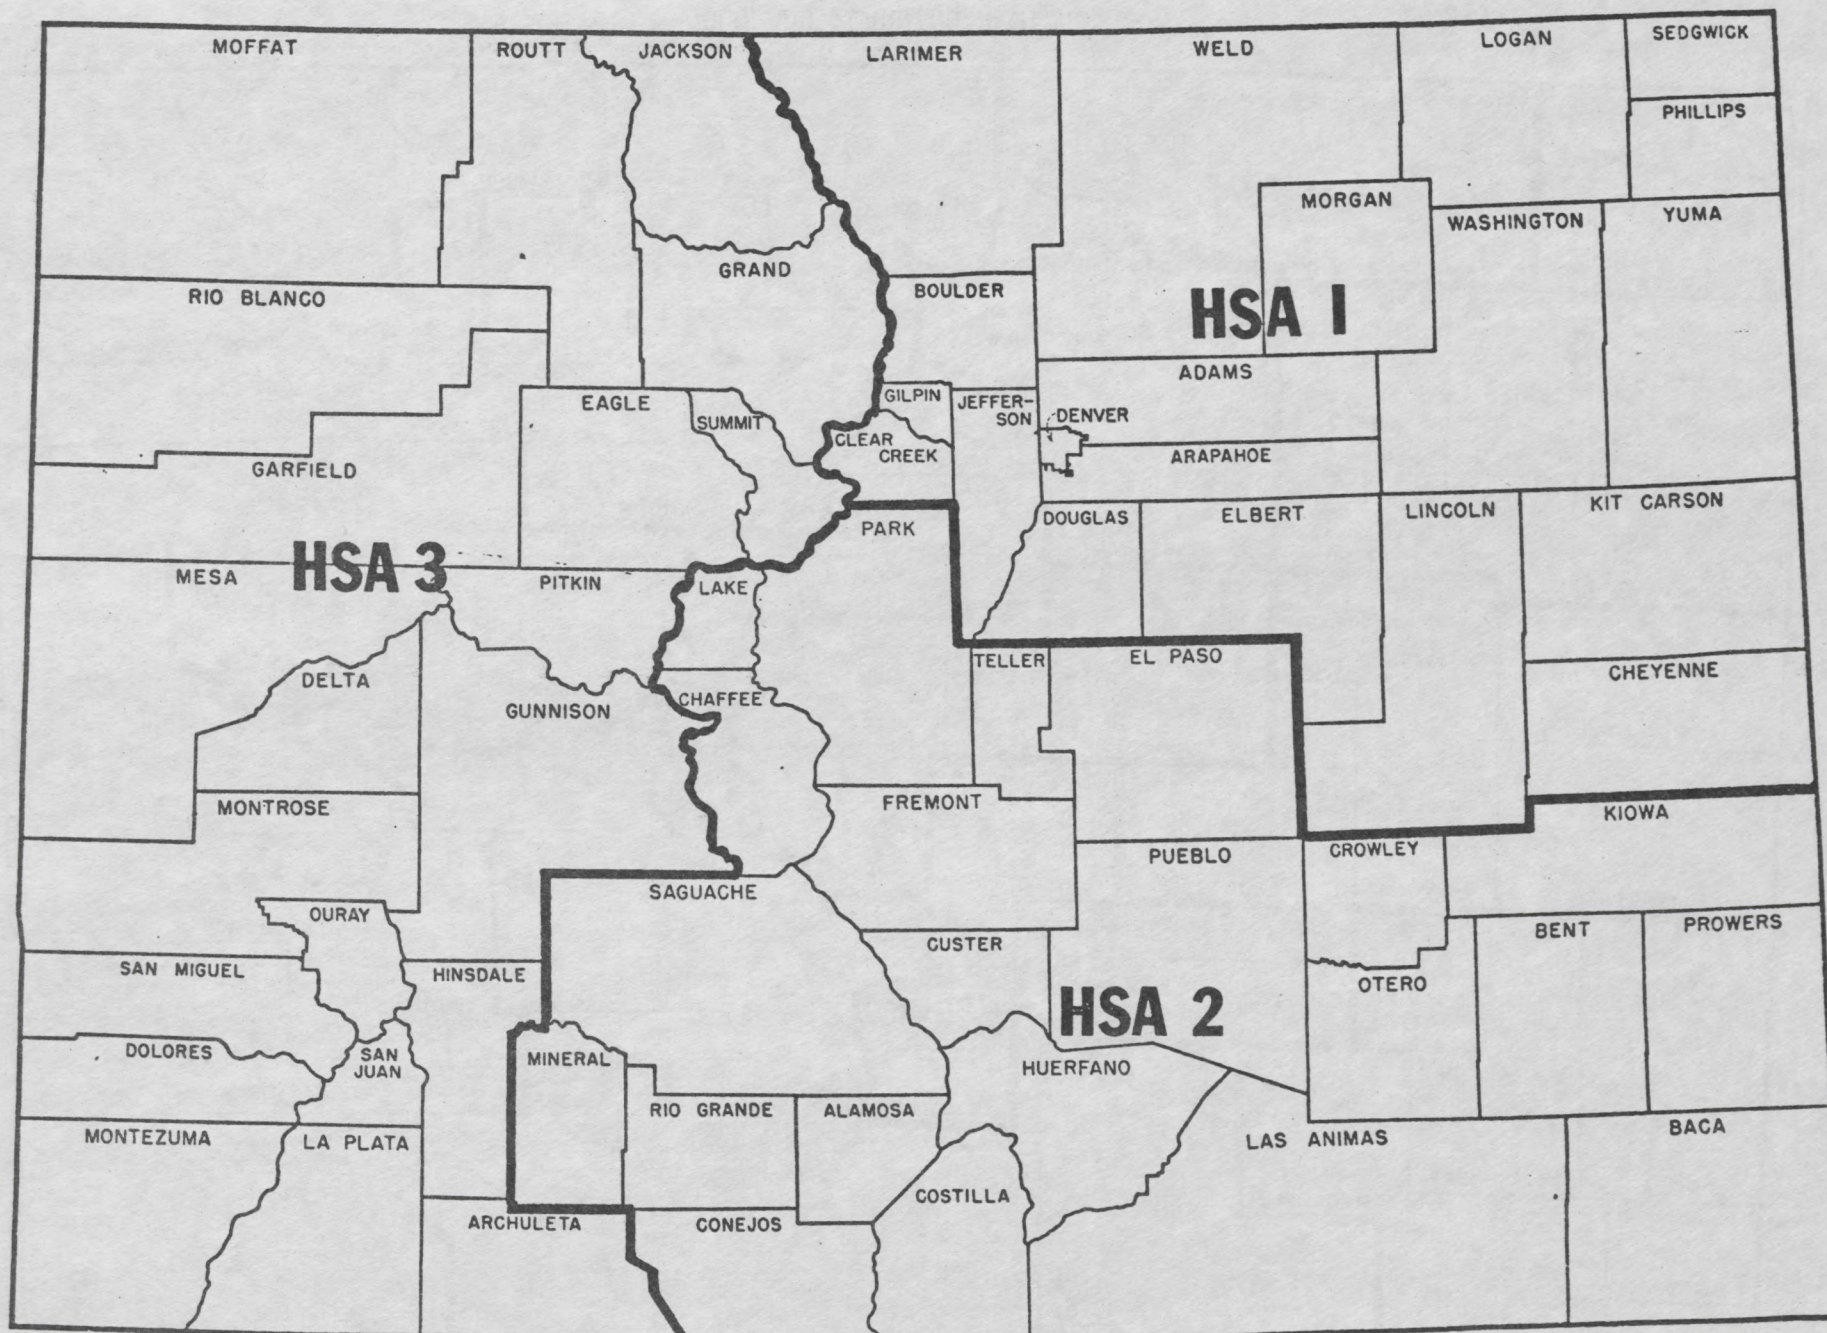 MOFFAT
ROUTT
JACKSON
LARIMER
WELD
LOGAN
SEDGWICK
PHILLIPS
MORGAN
WASHINGTON
YUMA
GRAND
RIO BLANCO
BOULDER
HSA 1
ADAMS
EAGLE
SUMMIT
GILPIN
JEFFER-
SON
DENVER
CLEAR
CREEK
ARAPAHOE
GARFIELD
PARK
DOUGLAS
ELBERT
LINCOLN
KIT CARSON
MESA
HSA 3
PITKIN
LAKE
TELLER
EL PASO
CHEYENNE
DELTA
GUNNISON
CHAFFEE
MONTROSE
FREMONT
KIOWA
PUEBLO
CROWLEY
SAGUACHE
OURAY
CUSTER
BENT
PROWERS
SAN MIGUEL
HINSDALE
OTERO
HSA 2
DOLORES
SAN
JUAN
MINERAL
HUERFANO
RIO GRANDE
ALAMOSA
MONTEZUMA
LA PLATA
LAS ANIMAS
BACA
COSTILLA
ARCHULETA
CONEJOS